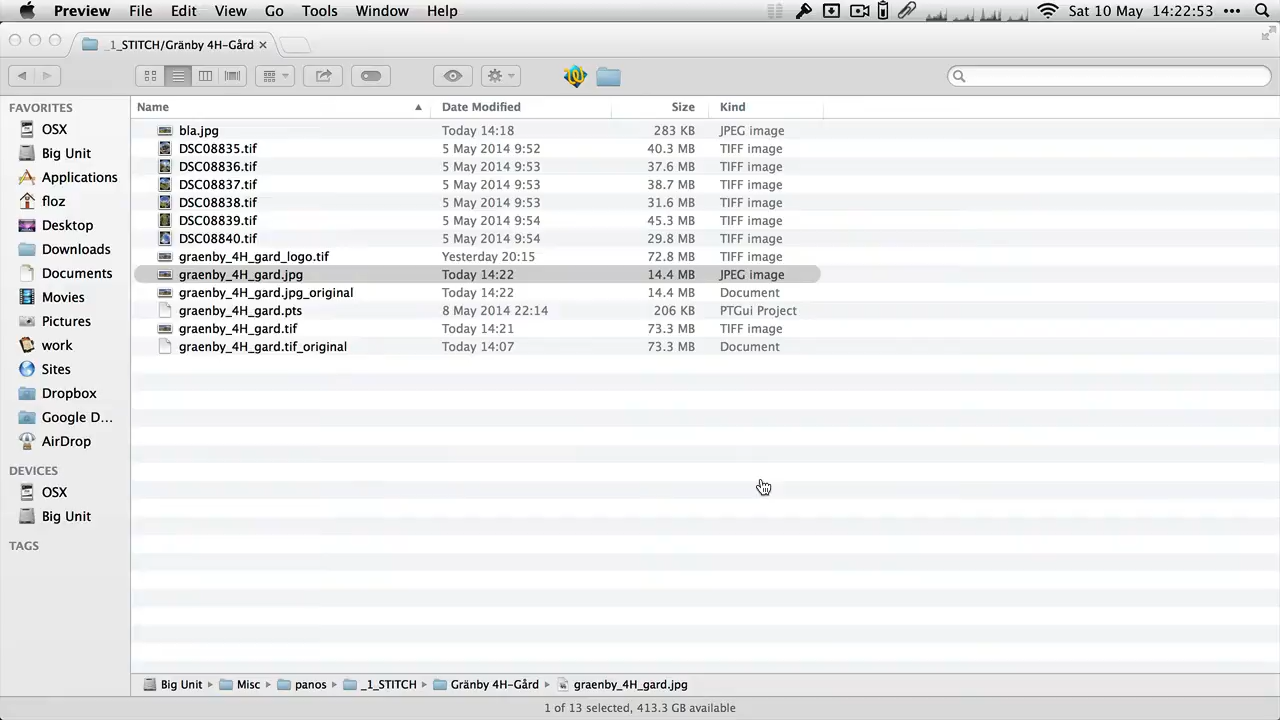 Preview File Edit View Go Tools Window Help Sat 10 May 14:22:53
_1_STITCH/Gränby 4H-Gård
Name Date Modified Size Kind
bla.jpg Today 14:18 283 KB JPEG image
DSC08835.tif 5 May 2014 9:52 40.3 MB TIFF image
DSC08836.tif 5 May 2014 9:53 37.6 MB TIFF image
DSC08837.tif 5 May 2014 9:53 38.7 MB TIFF image
DSC08838.tif 5 May 2014 9:53 31.6 MB TIFF image
DSC08839.tif 5 May 2014 9:54 45.3 MB TIFF image
DSC08840.tif 5 May 2014 9:54 29.8 MB TIFF image
graenby_4H_gard_logo.tif Yesterday 20:15 72.8 MB TIFF image
graenby_4H_gard.jpg Today 14:22 14.4 MB JPEG image
graenby_4H_gard.jpg_original Today 14:22 14.4 MB Document
graenby_4H_gard.pts 8 May 2014 22:14 206 KB PTGui Project
graenby_4H_gard.tif Today 14:21 73.3 MB TIFF image
graenby_4H_gard.tif_original Today 14:07 73.3 MB Document
FAVORITES
OSX
Big Unit
Applications
floz
Desktop
Downloads
Documents
Movies
Pictures
work
Sites
Dropbox
Google D...
AirDrop
DEVICES
OSX
Big Unit
TAGS
Big Unit Misc panos _1_STITCH Gränby 4H-Gård graenby_4H_gard.jpg
1 of 13 selected, 413.3 GB available